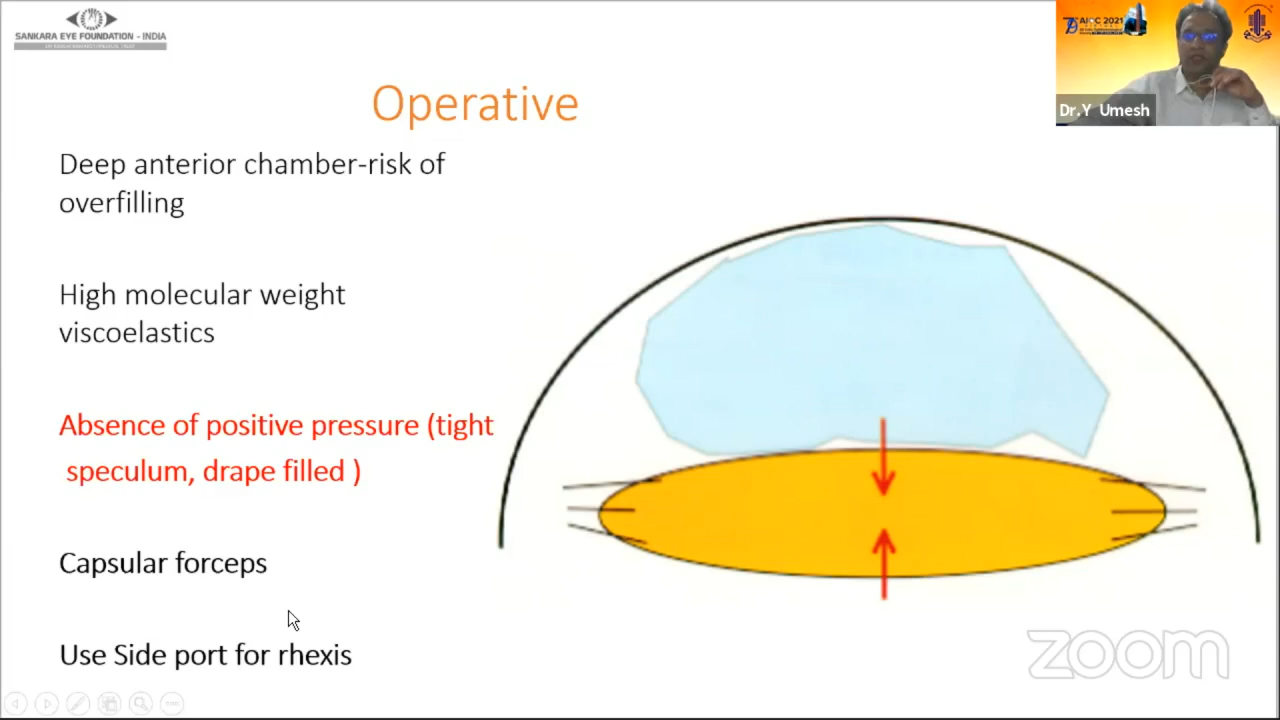 SANKARA EYE FOUNDATION - INDIA
AIOC 2021
Dr.Y Umesh
Operative
Deep anterior chamber-risk of
overfilling
High molecular weight
viscoelastics
Absence of positive pressure (tight
speculum, drape filled )
Capsular forceps
Use Side port for rhexis
zoom